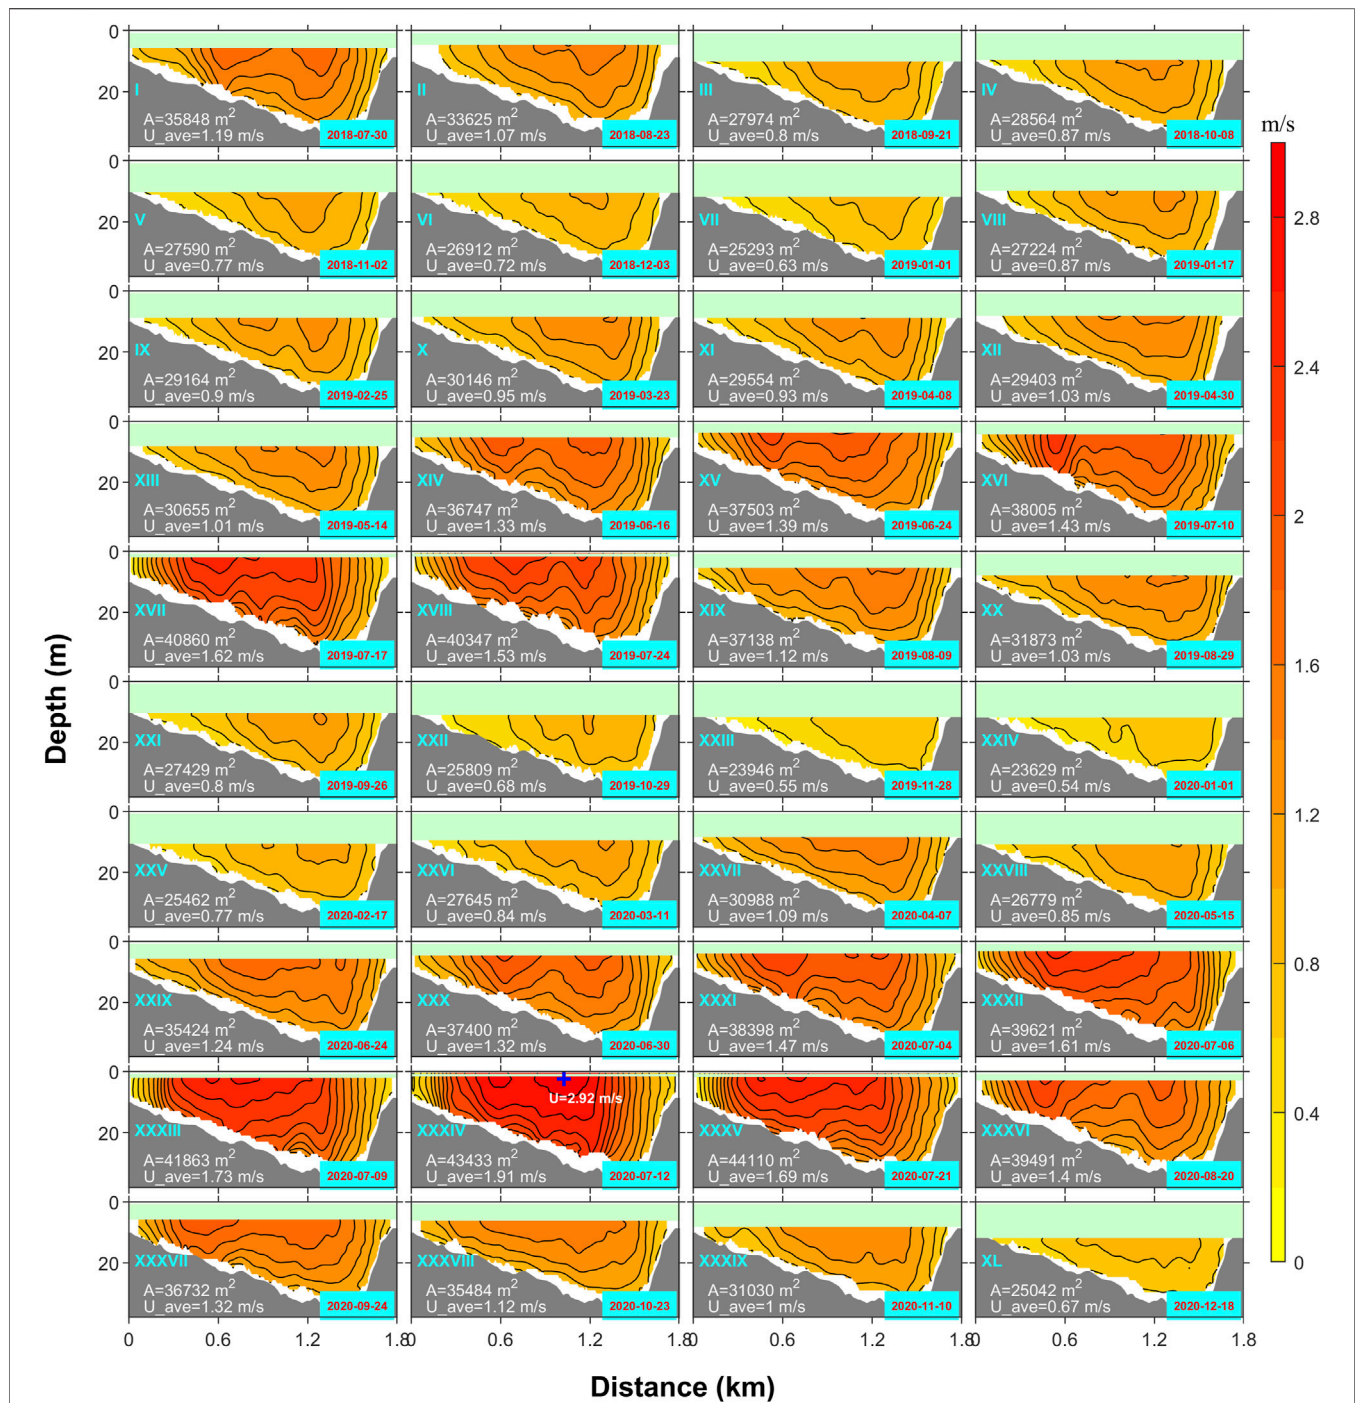 m/s
2.8
2.4
2
1.6
1.2
0.8
0.4
0
Depth (m)
0
20
I
A=35848 m²
U_ave=1.19 m/s
2018-07-30
II
A=33625 m²
U_ave=1.07 m/s
2018-08-23
III
A=27974 m²
U_ave=0.8 m/s
2018-09-21
IV
A=28564 m²
U_ave=0.87 m/s
2018-10-08
0
20
V
A=27590 m²
U_ave=0.77 m/s
2018-11-02
VI
A=26912 m²
U_ave=0.72 m/s
2018-12-03
VII
A=25293 m²
U_ave=0.63 m/s
2019-01-01
VIII
A=27224 m²
U_ave=0.87 m/s
2019-01-17
0
20
IX
A=29164 m²
U_ave=0.9 m/s
2019-02-25
X
A=30146 m²
U_ave=0.95 m/s
2019-03-23
XI
A=29554 m²
U_ave=0.93 m/s
2019-04-08
XII
A=29403 m²
U_ave=1.03 m/s
2019-04-30
0
20
XIII
A=30655 m²
U_ave=1.01 m/s
2019-05-14
XIV
A=36747 m²
U_ave=1.33 m/s
2019-06-16
XV
A=37503 m²
U_ave=1.39 m/s
2019-06-24
XVI
A=38005 m²
U_ave=1.43 m/s
2019-07-10
0
20
XVII
A=40860 m²
U_ave=1.62 m/s
2019-07-17
XVIII
A=40347 m²
U_ave=1.53 m/s
2019-07-24
XIX
A=37138 m²
U_ave=1.12 m/s
2019-08-09
XX
A=31873 m²
U_ave=1.03 m/s
2019-08-29
0
20
XXI
A=27429 m²
U_ave=0.8 m/s
2019-09-26
XXII
A=25809 m²
U_ave=0.68 m/s
2019-10-29
XXIII
A=23946 m²
U_ave=0.55 m/s
2019-11-28
XXIV
A=23629 m²
U_ave=0.54 m/s
2020-01-01
0
20
XXV
A=25462 m²
U_ave=0.77 m/s
2020-02-17
XXVI
A=27645 m²
U_ave=0.84 m/s
2020-03-11
XXVII
A=30988 m²
U_ave=1.09 m/s
2020-04-07
XXVIII
A=26779 m²
U_ave=0.85 m/s
2020-05-15
0
20
XXIX
A=35424 m²
U_ave=1.24 m/s
2020-06-24
XXX
A=37400 m²
U_ave=1.32 m/s
2020-06-30
XXXI
A=38398 m²
U_ave=1.47 m/s
2020-07-04
XXXII
A=39621 m²
U_ave=1.61 m/s
2020-07-06
0
20
XXXIII
A=41863 m²
U_ave=1.73 m/s
2020-07-09
U=2.92 m/s
XXXIV
A=43433 m²
U_ave=1.91 m/s
2020-07-12
XXXV
A=44110 m²
U_ave=1.69 m/s
2020-07-21
XXXVI
A=39491 m²
U_ave=1.4 m/s
2020-08-20
0
20
XXXVII
A=36732 m²
U_ave=1.32 m/s
2020-09-24
XXXVIII
A=35484 m²
U_ave=1.12 m/s
2020-10-23
XXXIX
A=31030 m²
U_ave=1 m/s
2020-11-10
XL
A=25042 m²
U_ave=0.67 m/s
2020-12-18
0 0.6 1.2 1.8 0 0.6 1.2 1.8 0 0.6 1.2 1.8 0 0.6 1.2 1.8
Distance (km)